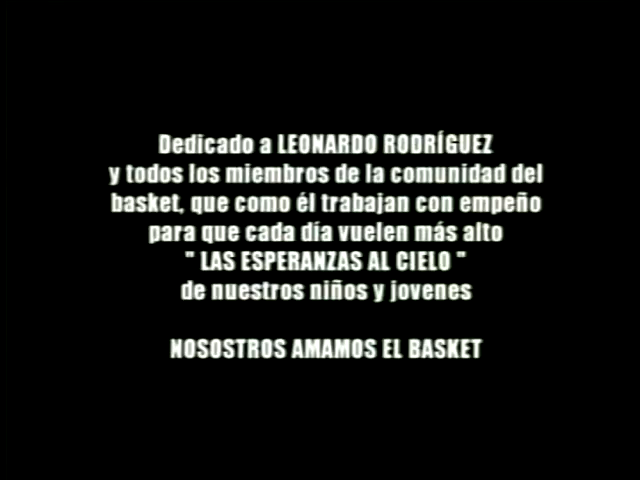 Dedicado a LEONARDO RODRÍGUEZ
y todos los miembros de la comunidad del
basket, que como él trabajan con empeño
para que cada día vuelen más alto
" LAS ESPERANZAS AL CIELO "
de nuestros niños y jovenes
NOSOSTROS AMAMOS EL BASKET